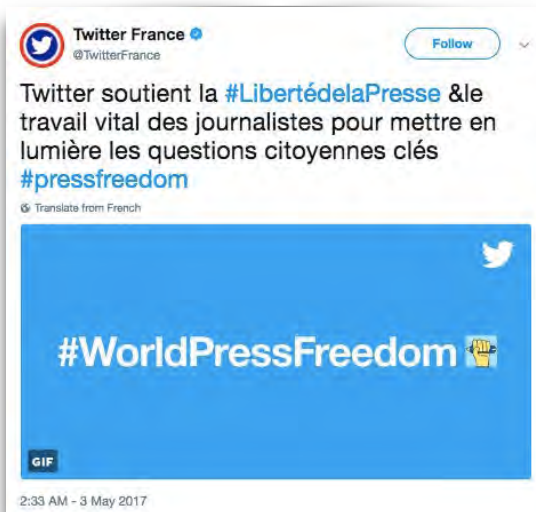 Twitter France
@TwitterFrance
Follow
Twitter soutient la #LibertédelaPresse &le
travail vital des journalistes pour mettre en
lumière les questions citoyennes clés
#pressfreedom
Translate from French
#WorldPressFreedom
GIF
2:33 AM - 3 May 2017